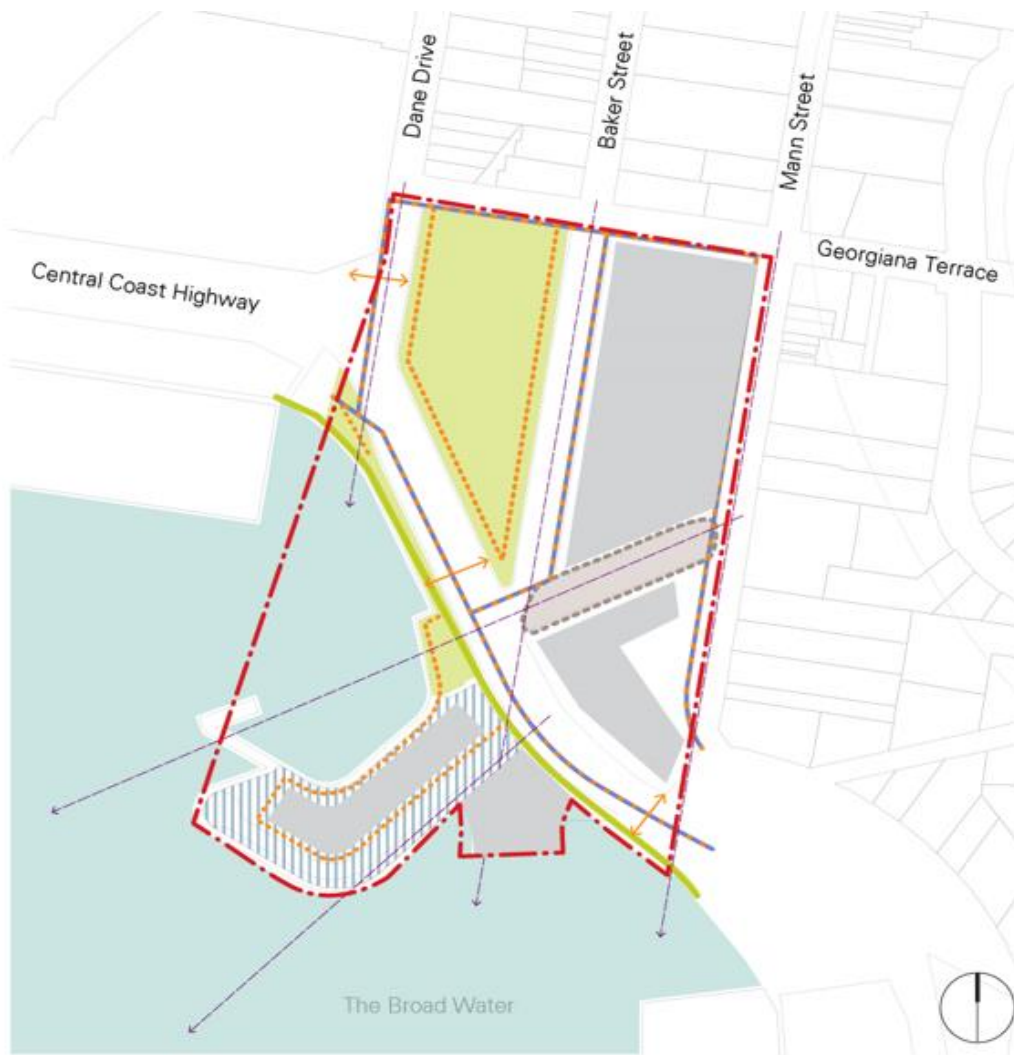 Dane Drive
Baker Street
Mann Street
Georgiana Terrace
Central Coast Highway
The Broad Water